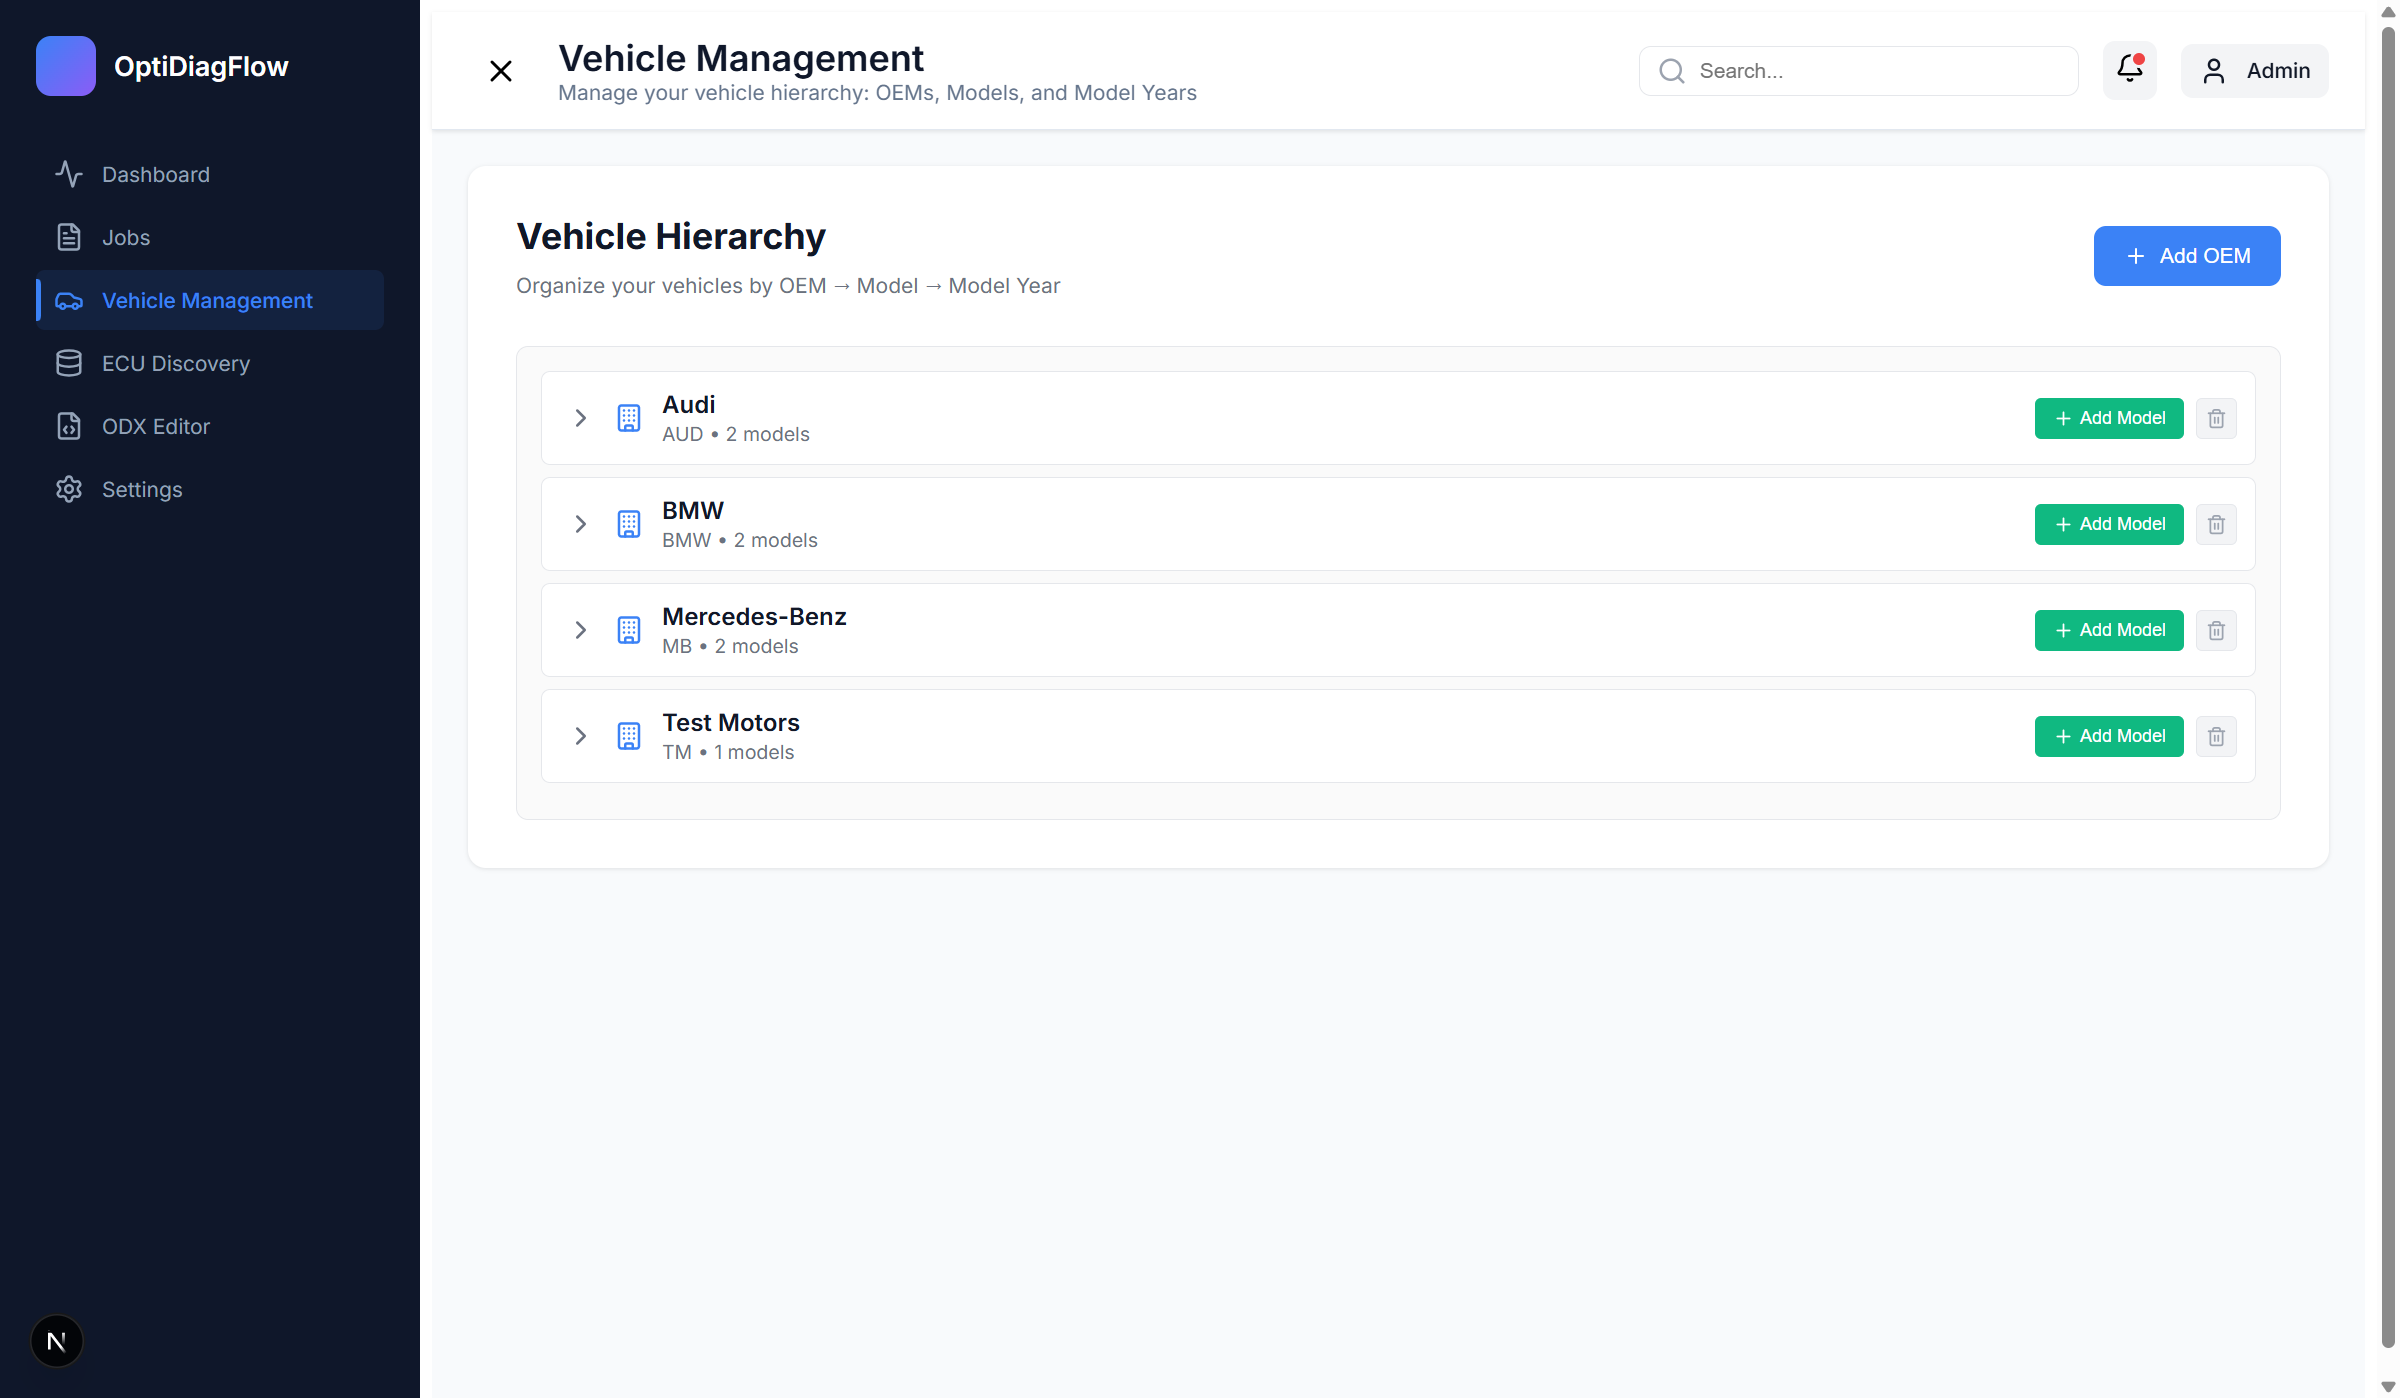 OptiDiagFlow
Dashboard
Jobs
Vehicle Management
ECU Discovery
ODX Editor
Settings
N
Vehicle Management
Manage your vehicle hierarchy: OEMs, Models, and Model Years
Search...
Admin
Vehicle Hierarchy
Organize your vehicles by OEM → Model → Model Year
Add OEM
Audi
AUD • 2 models
Add Model
BMW
BMW • 2 models
Add Model
Mercedes-Benz
MB • 2 models
Add Model
Test Motors
TM • 1 models
Add Model